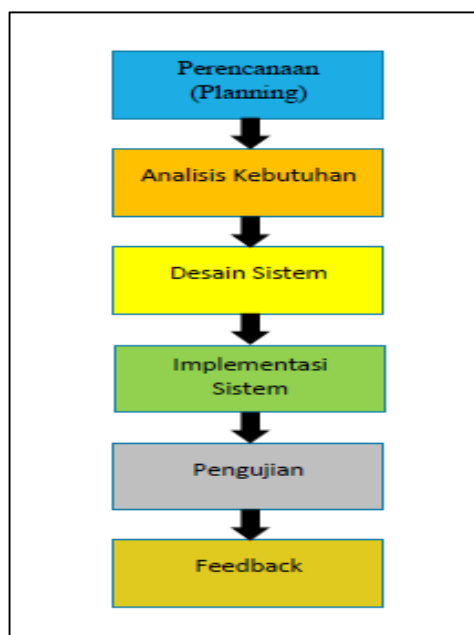 Perencanaan
(Planning)
Analisis Kebutuhan
Desain Sistem
Implementasi
Sistem
Pengujian
Feedback